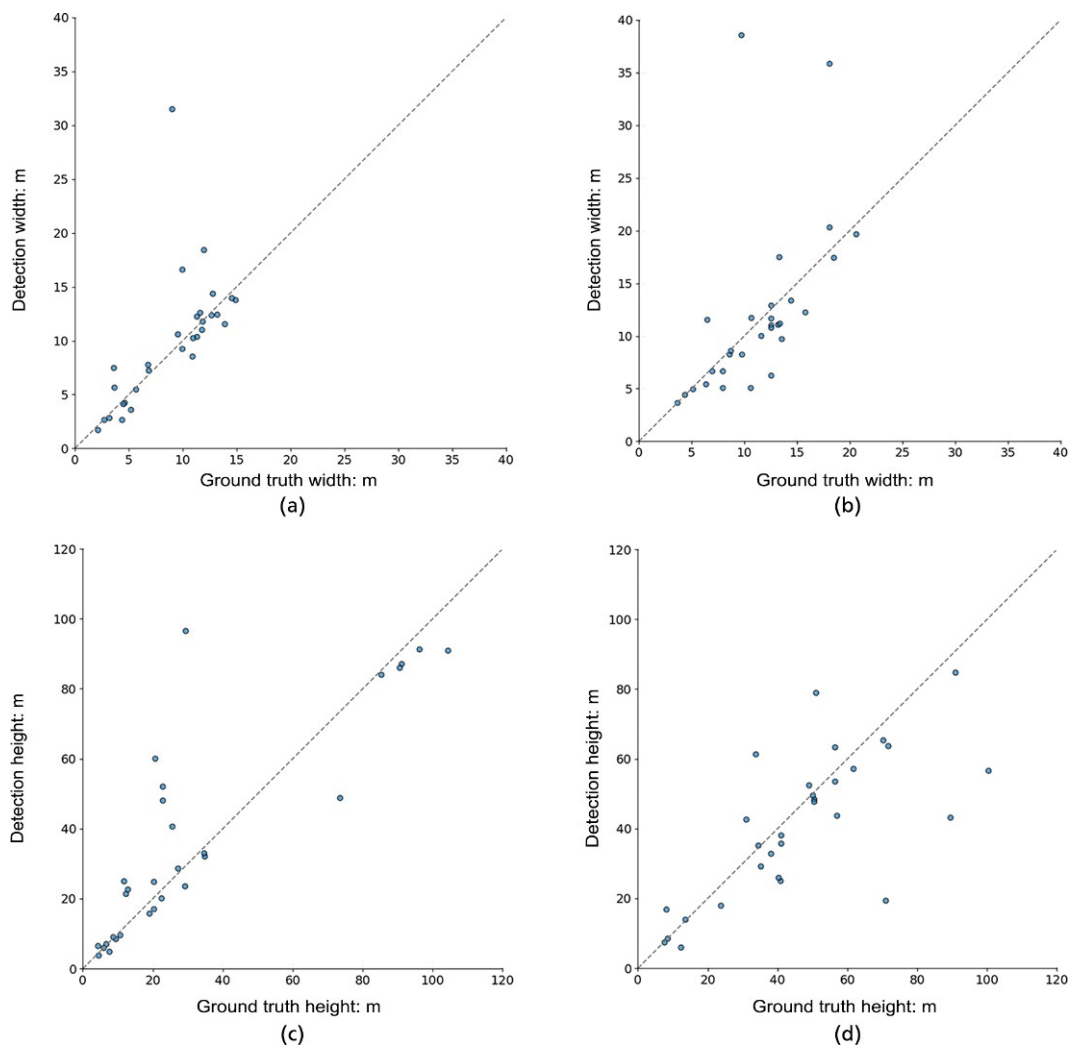 40
35
30
25
20
15
10
5
0
0 5 10 15 20 25 30 35 40
Detection width: m
Ground truth width: m
(a)
40
35
30
25
20
15
10
5
0
0 5 10 15 20 25 30 35 40
Detection width: m
Ground truth width: m
(b)
120
100
80
60
40
20
0
0 20 40 60 80 100 120
Detection height: m
Ground truth height: m
(c)
120
100
80
60
40
20
0
0 20 40 60 80 100 120
Detection height: m
Ground truth height: m
(d)